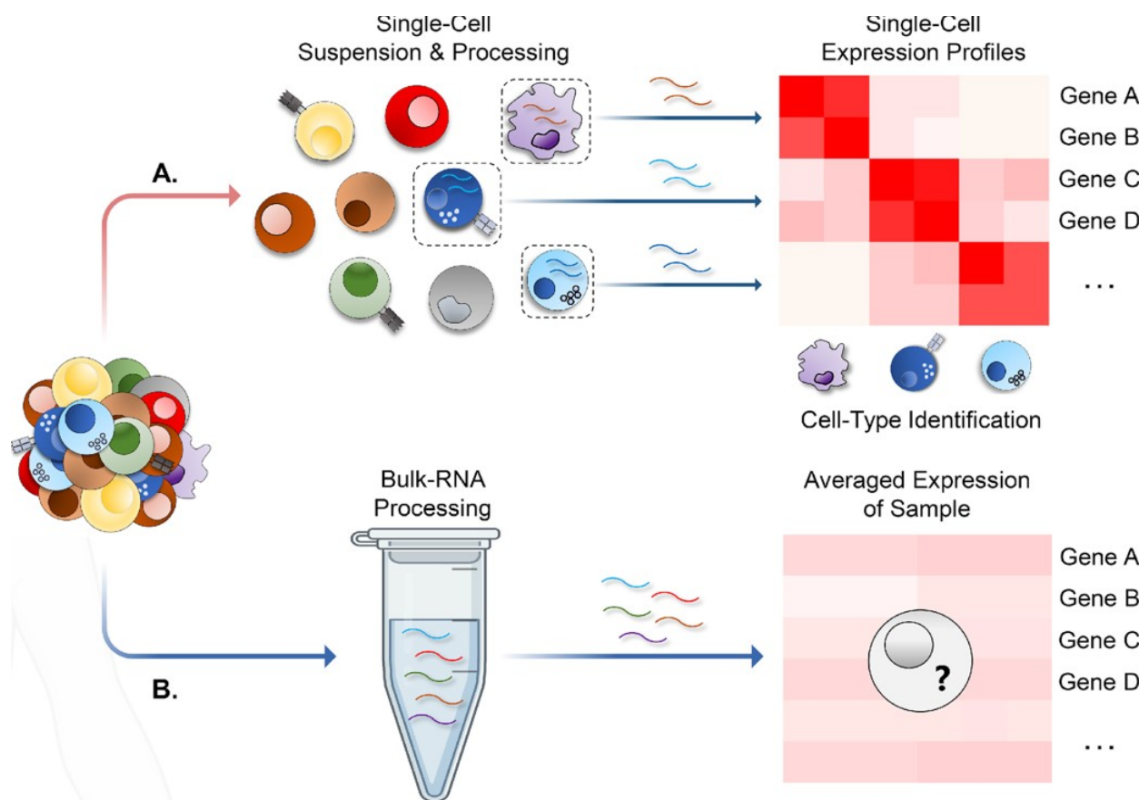 Single-Cell
Suspension & Processing
Single-Cell
Expression Profiles
Gene A
Gene B
Gene C
Gene D
...
A.
Cell-Type Identification
Bulk-RNA
Processing
Averaged Expression
of Sample
Gene A
Gene B
Gene C
Gene D
...
?
B.